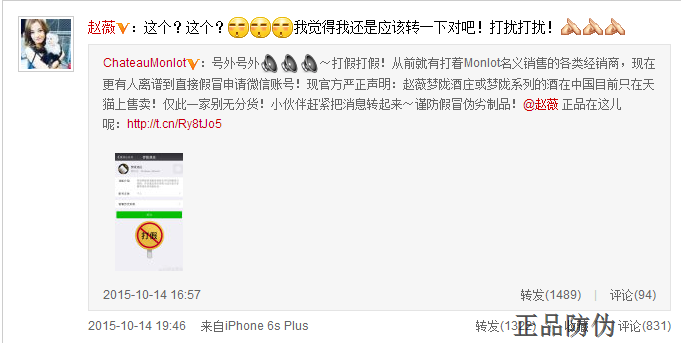 赵薇：这个？这个？我觉得我还是应该转一下对吧！打扰打扰！
ChateauMonlot：号外号外～打假打假！从前就有打着Monlot名义销售的各类经销商，现在
更有人离谱到直接假冒申请微信账号！现官方严正声明：赵薇梦陇酒庄或梦陇系列的酒在中国目前只在天
猫上售卖！仅此一家别无分货！小伙伴赶紧把消息转起来～谨防假冒伪劣制品！@赵薇 正品在这儿
呢：http://t.cn/Ry8tJo5
打假
2015-10-14 16:57 转发(1489) | 评论(94)
2015-10-14 19:46 来自iPhone 6s Plus 转发(1322) 评论(831)
正品防伪